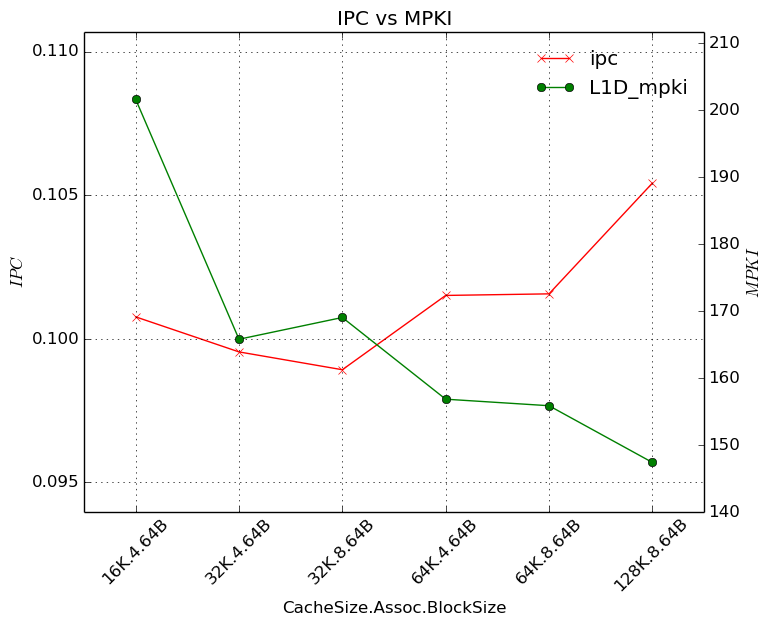 IPC vs MPKI
0.110
0.105
0.100
0.095
IPC
ipc
L1D_mpki
210
200
190
180
170
160
150
140
MPKI
16K.4.64B
32K.4.64B
32K.8.64B
64K.4.64B
64K.8.64B
128K.8.64B
CacheSize.Assoc.BlockSize